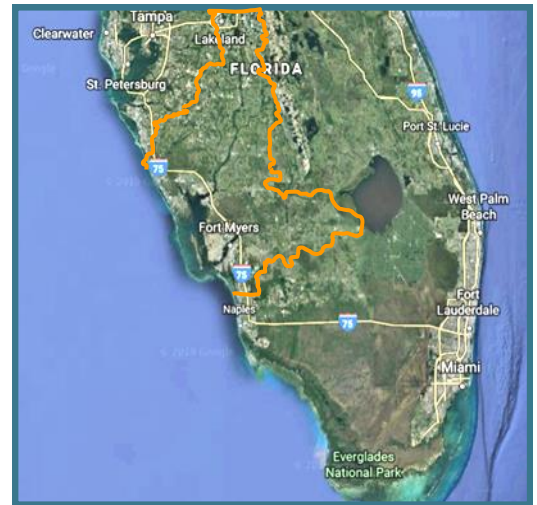 Tampa
Clearwater
Lakeland
FLORIDA
St. Petersburg
95
Port St. Lucie
75
West Palm
Beach
Fort Myers
75
Naples
75
Fort
Lauderdale
Miami
Everglades
National Park